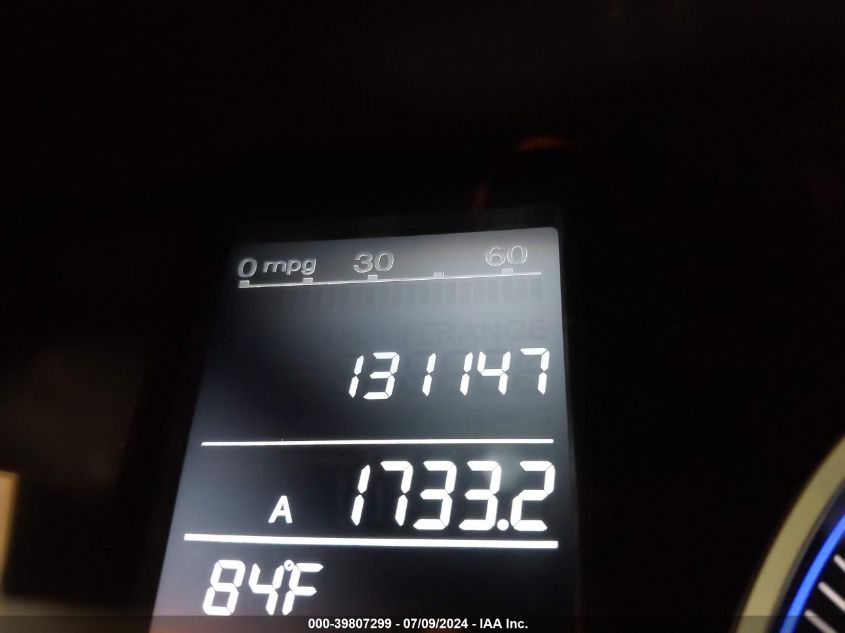 0 mpg 30 60
131147
A 1733.2
84°F
000-39807299 - 07/09/2024 - IAA Inc.